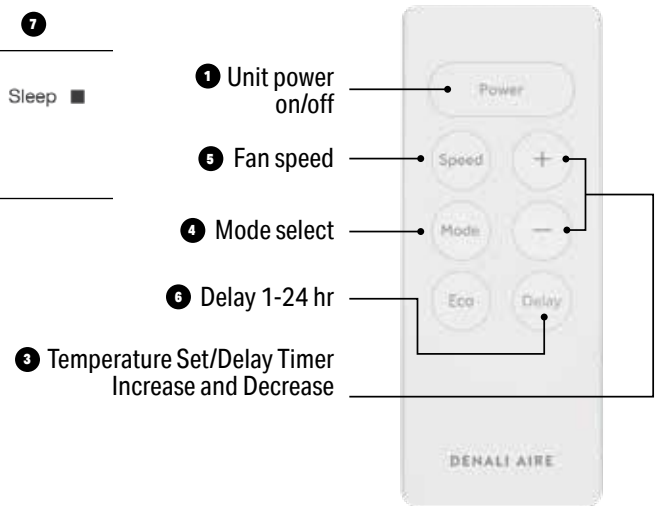 7
Sleep
1 Unit power
on/off
5 Fan speed
4 Mode select
6 Delay 1-24 hr
3 Temperature Set/Delay Timer
Increase and Decrease
Power
Speed +
Mode −
Eco Delay
DENALI AIRE